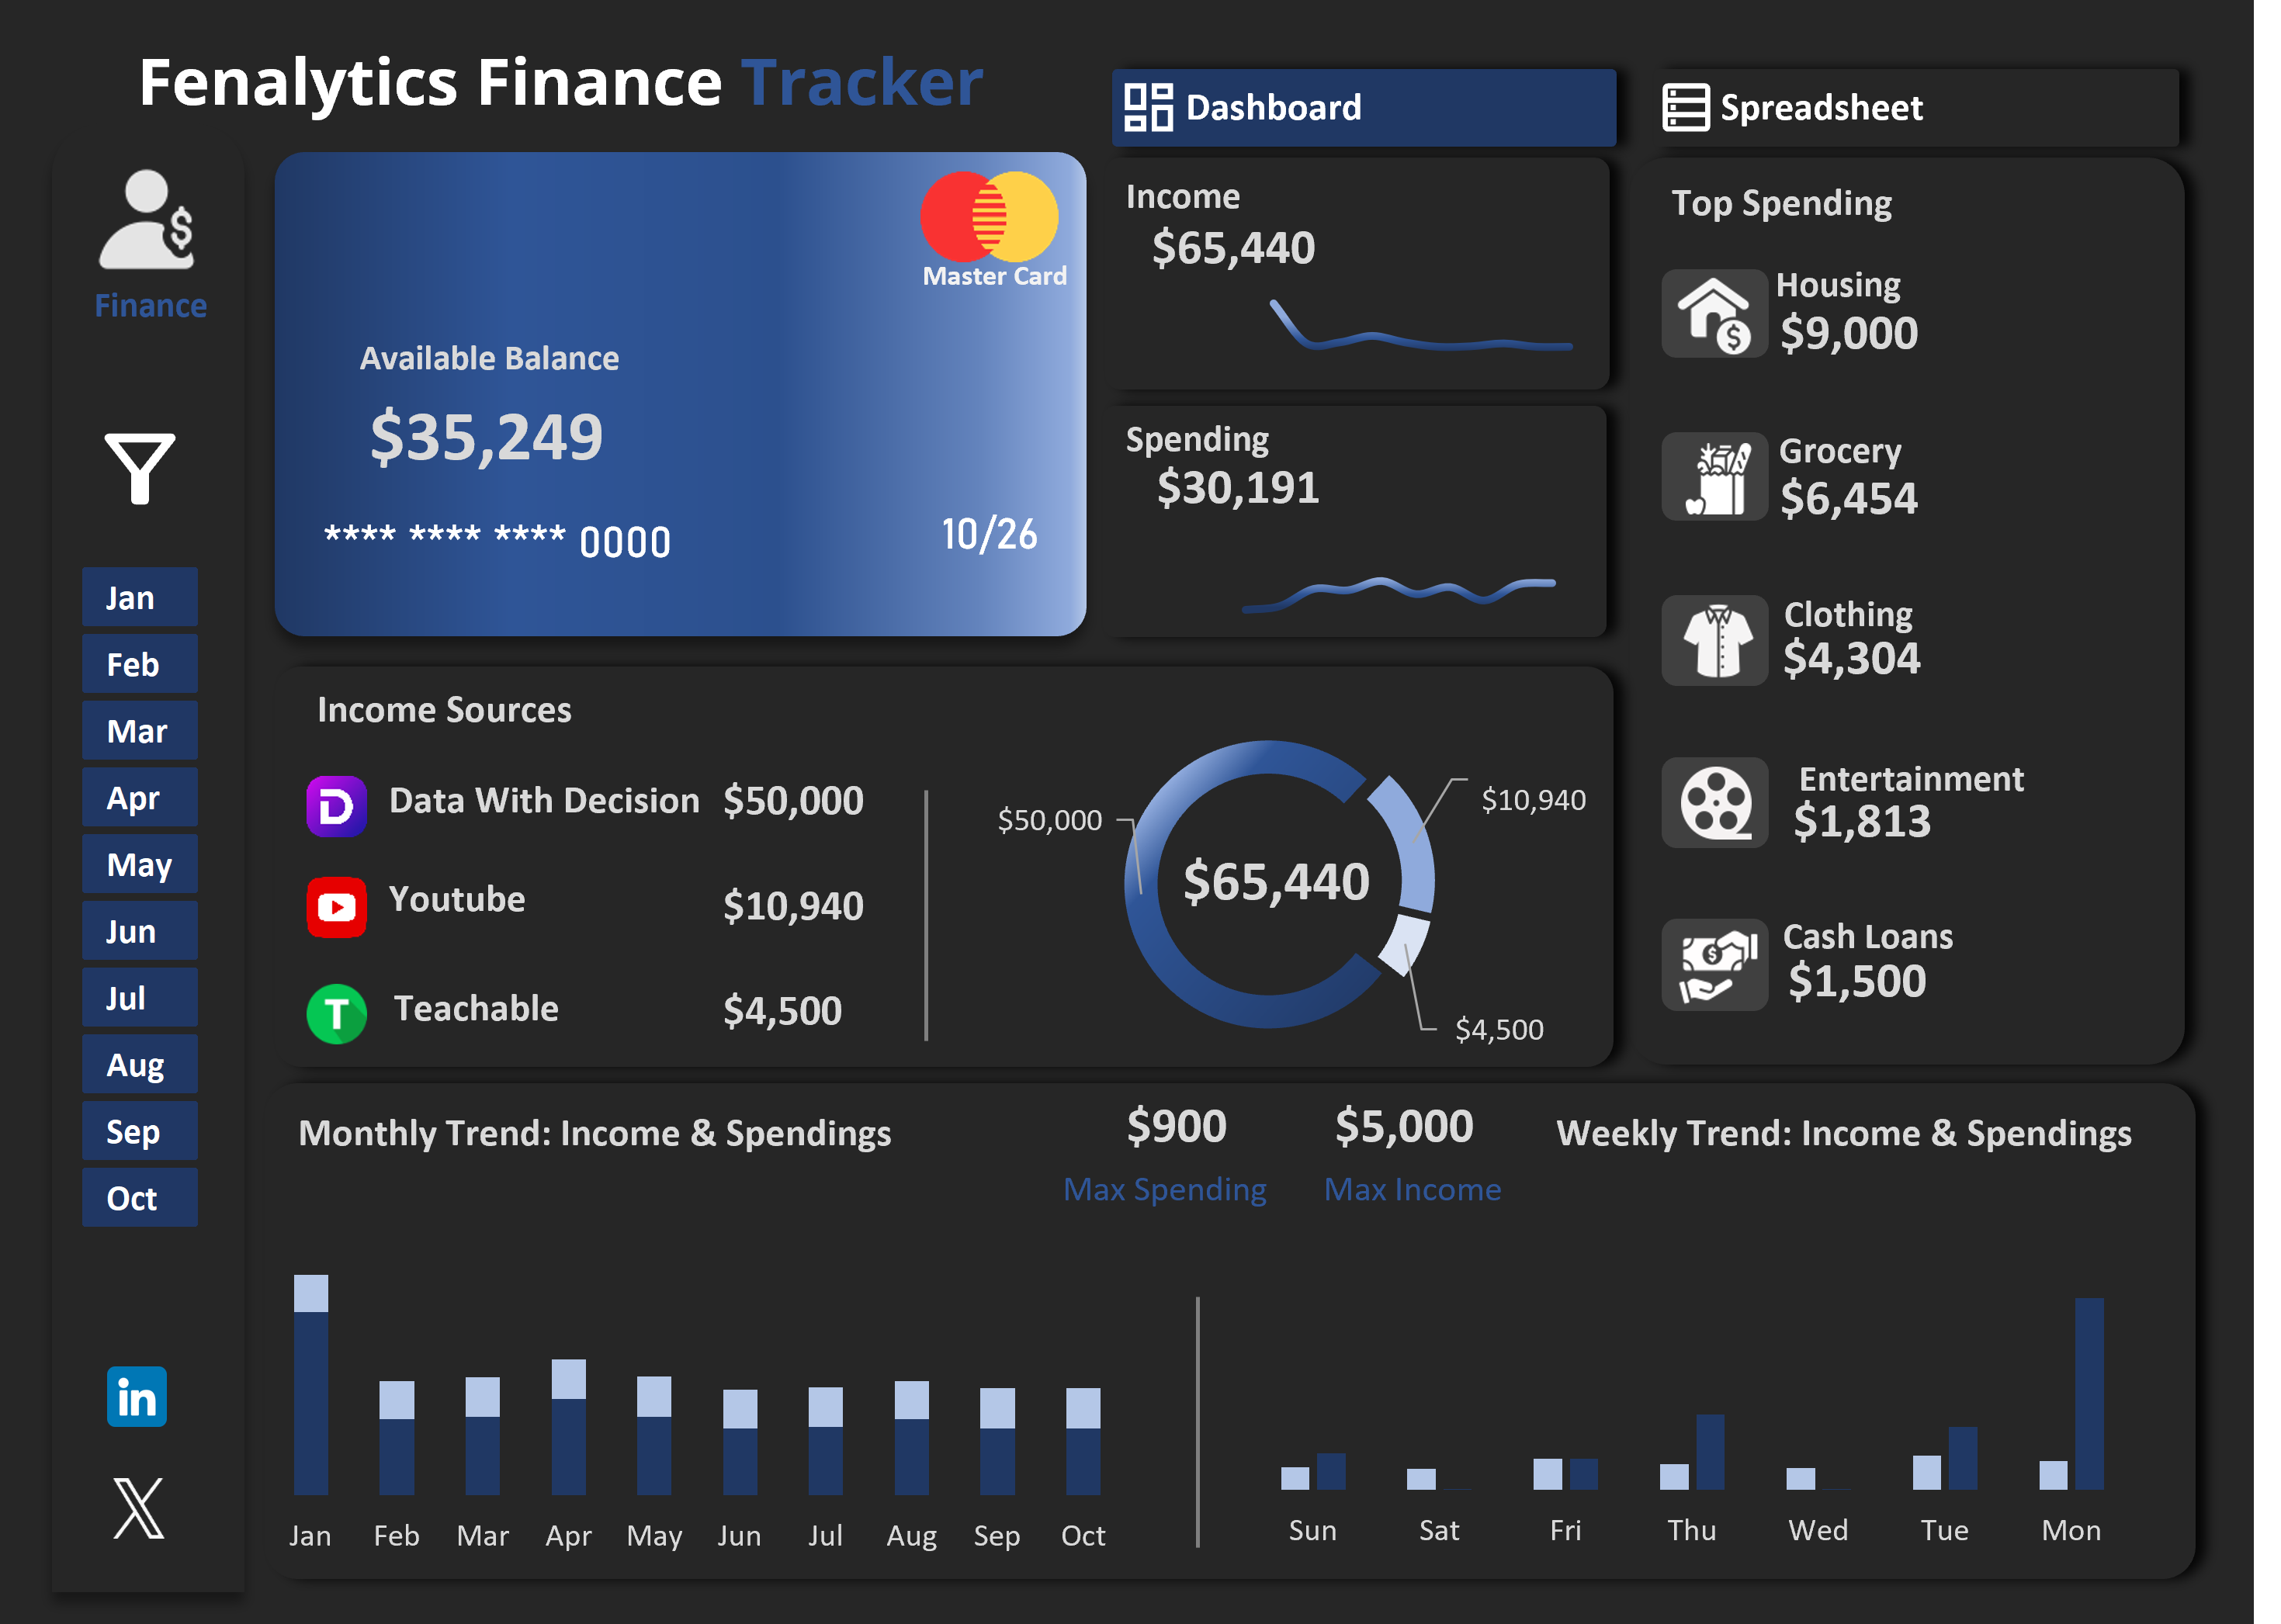 Fenalytics Finance Tracker
Dashboard
Spreadsheet
Finance
Master Card
Available Balance
$35,249
**** **** **** 0000
10/26
Income
$65,440
Spending
$30,191
Top Spending
Housing
$9,000
Grocery
$6,454
Clothing
$4,304
Entertainment
$1,813
Cash Loans
$1,500
Jan
Feb
Mar
Apr
May
Jun
Jul
Aug
Sep
Oct
in
X
Income Sources
D Data With Decision $50,000
Youtube $10,940
T Teachable $4,500
$50,000
$10,940
$65,440
$4,500
Monthly Trend: Income & Spendings
$900
Max Spending
$5,000
Max Income
Weekly Trend: Income & Spendings
Jan Feb Mar Apr May Jun Jul Aug Sep Oct
Sun Sat Fri Thu Wed Tue Mon